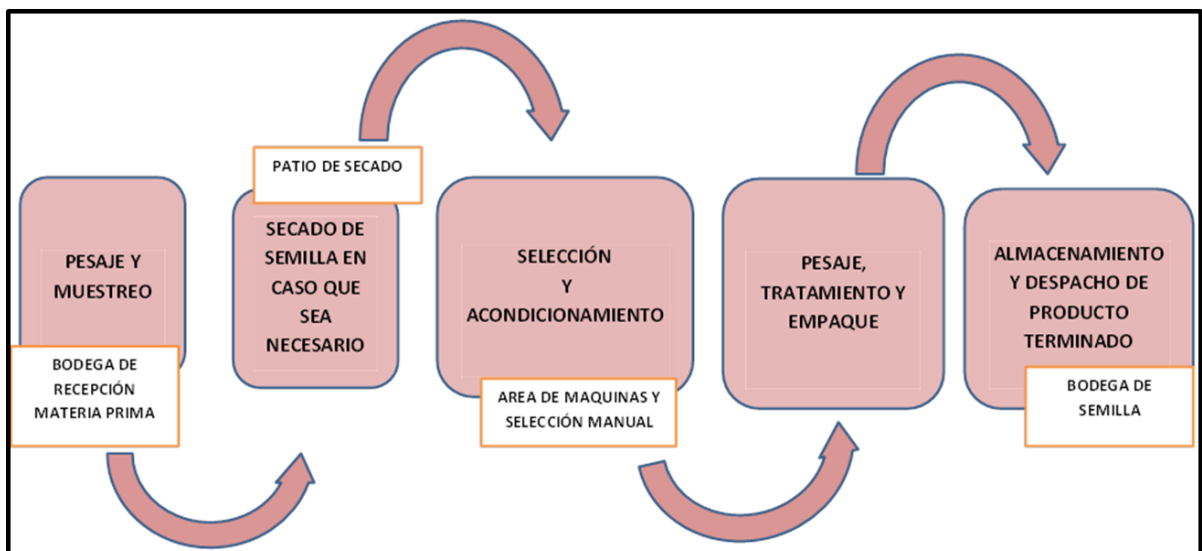 PESAJE Y
MUESTREO
BODEGA DE
RECEPCIÓN
MATERIA PRIMA
PATIO DE SECADO
SECADO DE
SEMILLA EN
CASO QUE
SEA
NECESARIO
SELECCIÓN
Y
ACONDICIONAMIENTO
AREA DE MAQUINAS Y
SELECCIÓN MANUAL
PESAJE,
TRATAMIENTO Y
EMPAQUE
ALMACENAMIENTO
Y DESPACHO DE
PRODUCTO
TERMINADO
BODEGA DE
SEMILLA